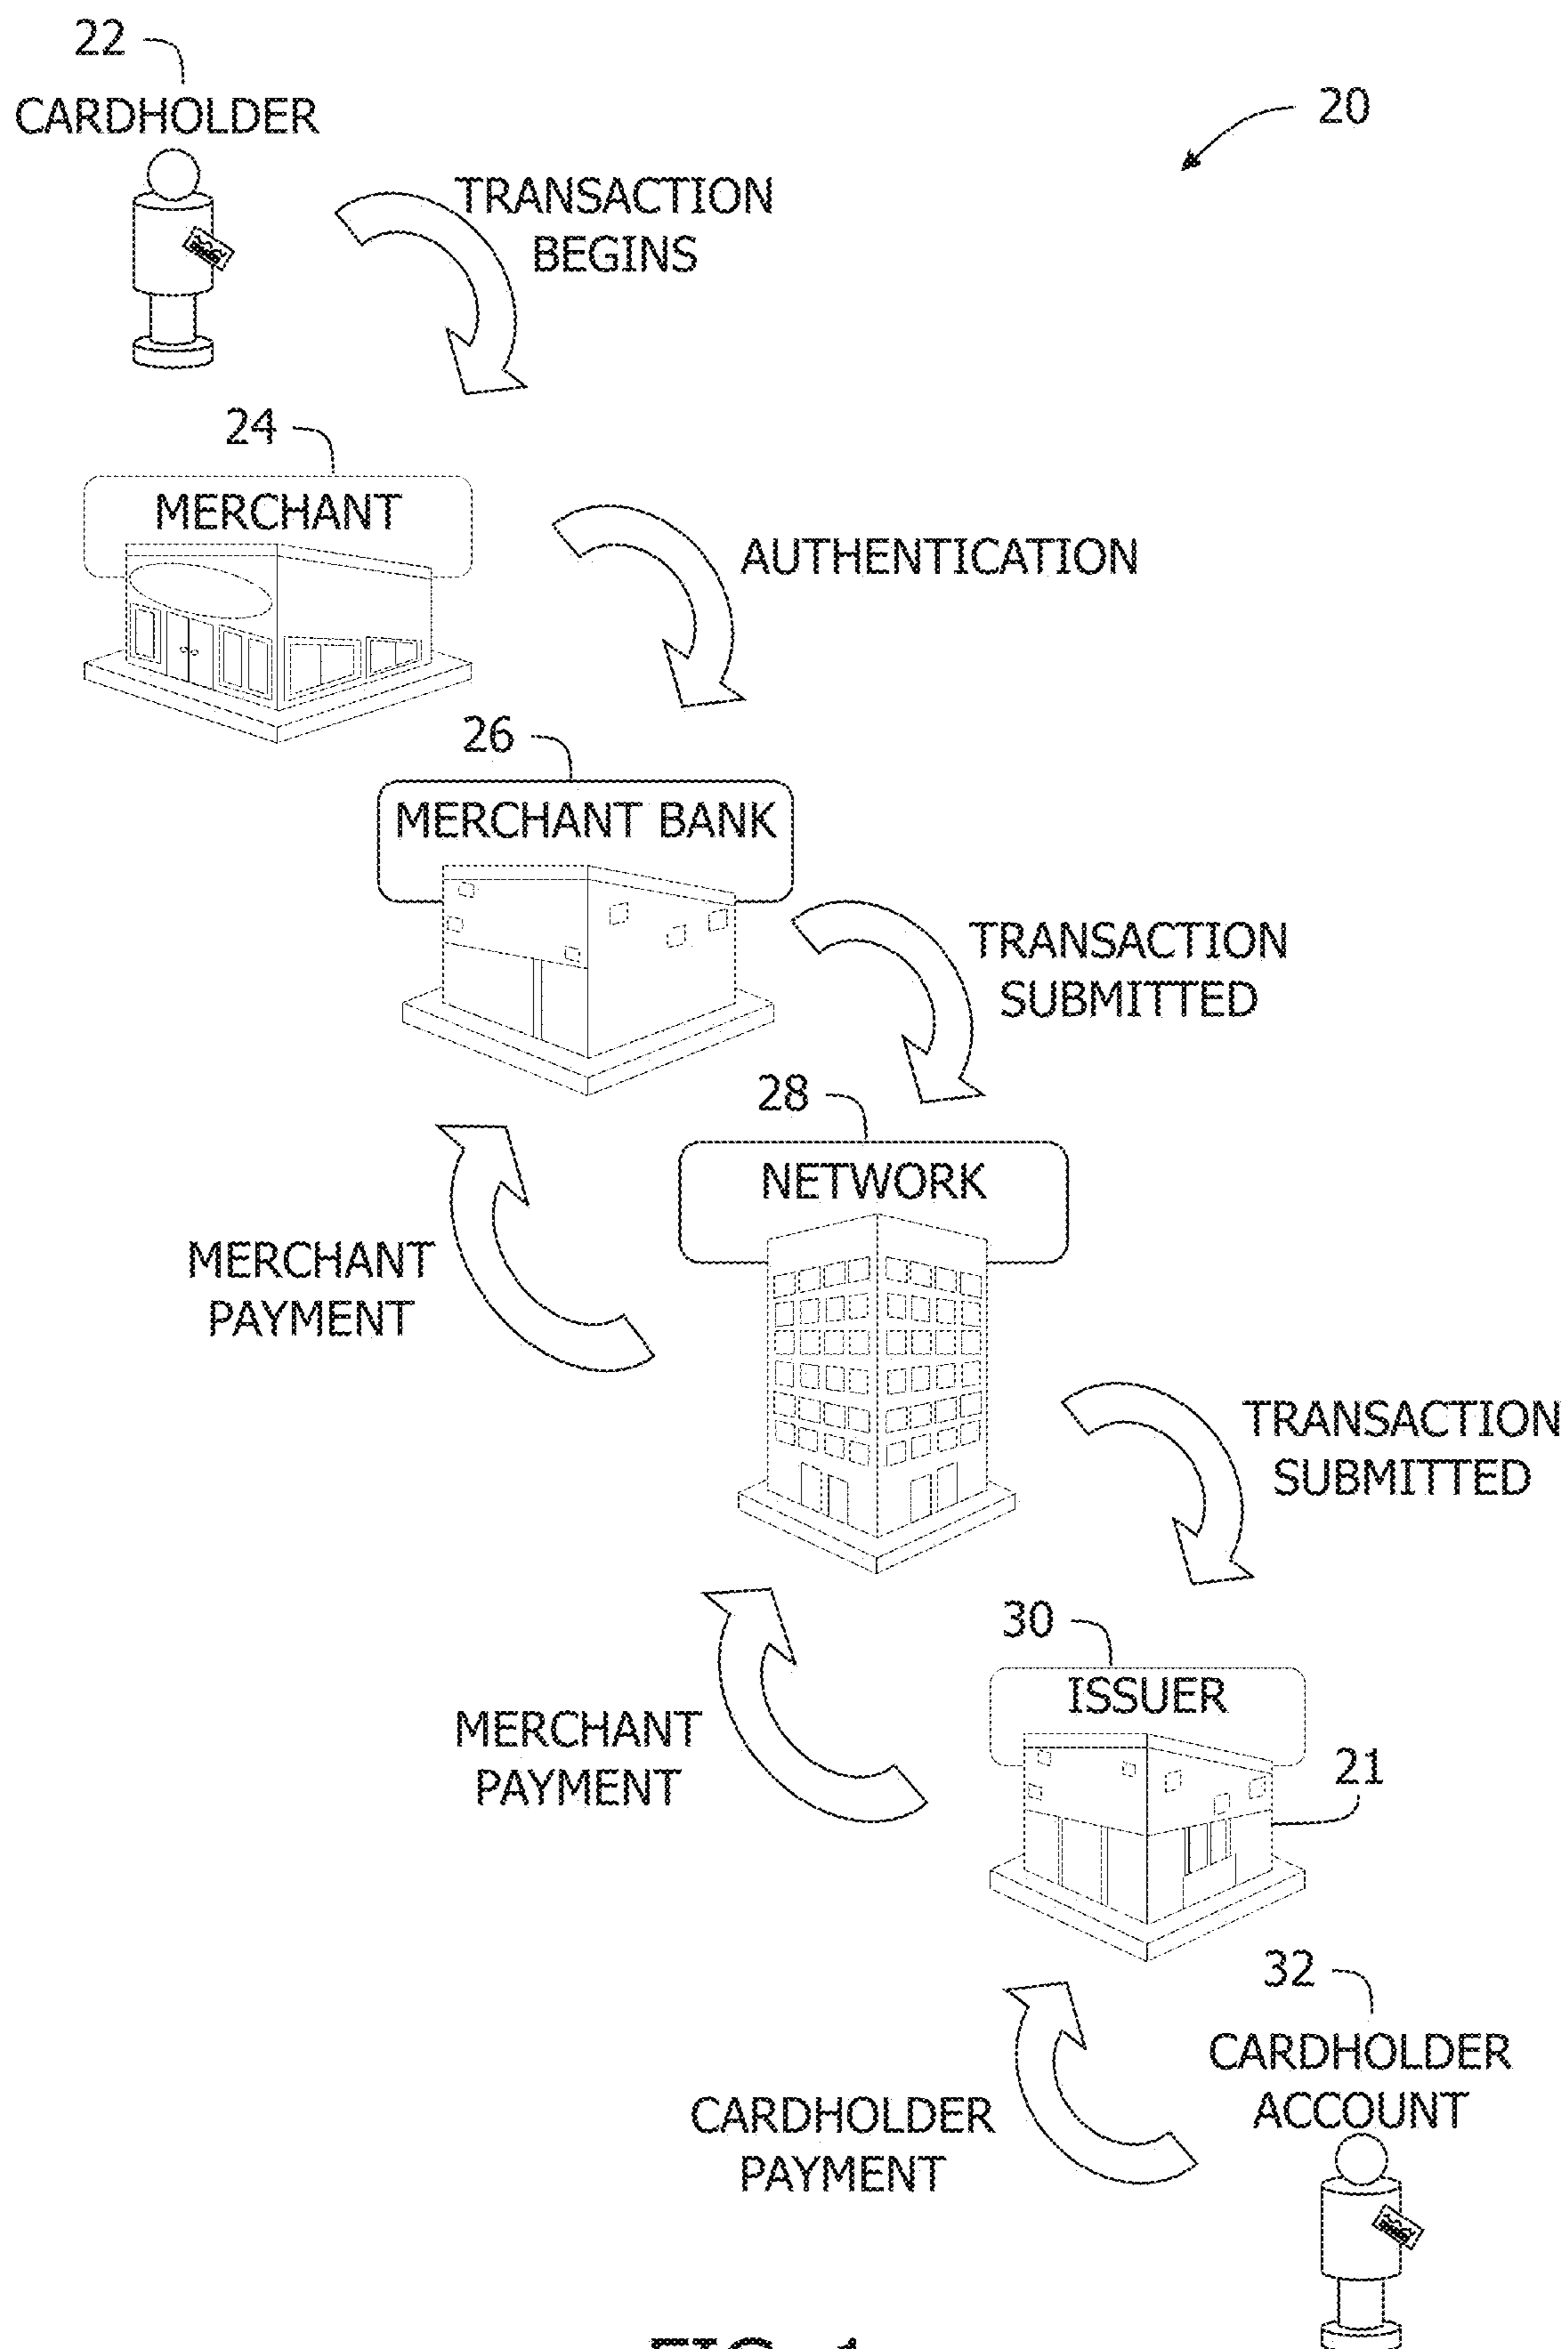 22
CARDHOLDER
20
TRANSACTION
BEGINS
24
MERCHANT
AUTHENTICATION
26
MERCHANT BANK
TRANSACTION
SUBMITTED
28
NETWORK
MERCHANT
PAYMENT
TRANSACTION
SUBMITTED
30
ISSUER
21
MERCHANT
PAYMENT
32
CARDHOLDER
ACCOUNT
CARDHOLDER
PAYMENT